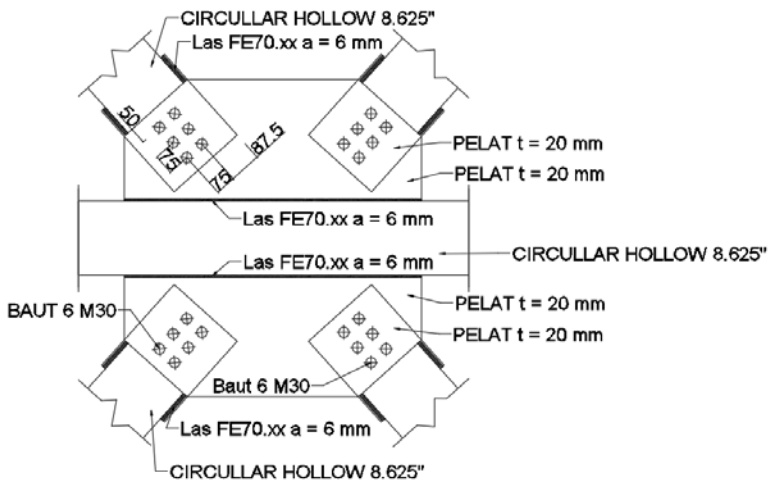 CIRCULLAR HOLLOW 8.625"
Las FE70.xx a = 6 mm
50
75
75
87.5
PELAT t = 20 mm
PELAT t = 20 mm
Las FE70.xx a = 6 mm
CIRCULLAR HOLLOW 8.625"
Las FE70.xx a = 6 mm
BAUT 6 M30
PELAT t = 20 mm
PELAT t = 20 mm
Baut 6 M30
Las FE70.xx a = 6 mm
CIRCULLAR HOLLOW 8.625"